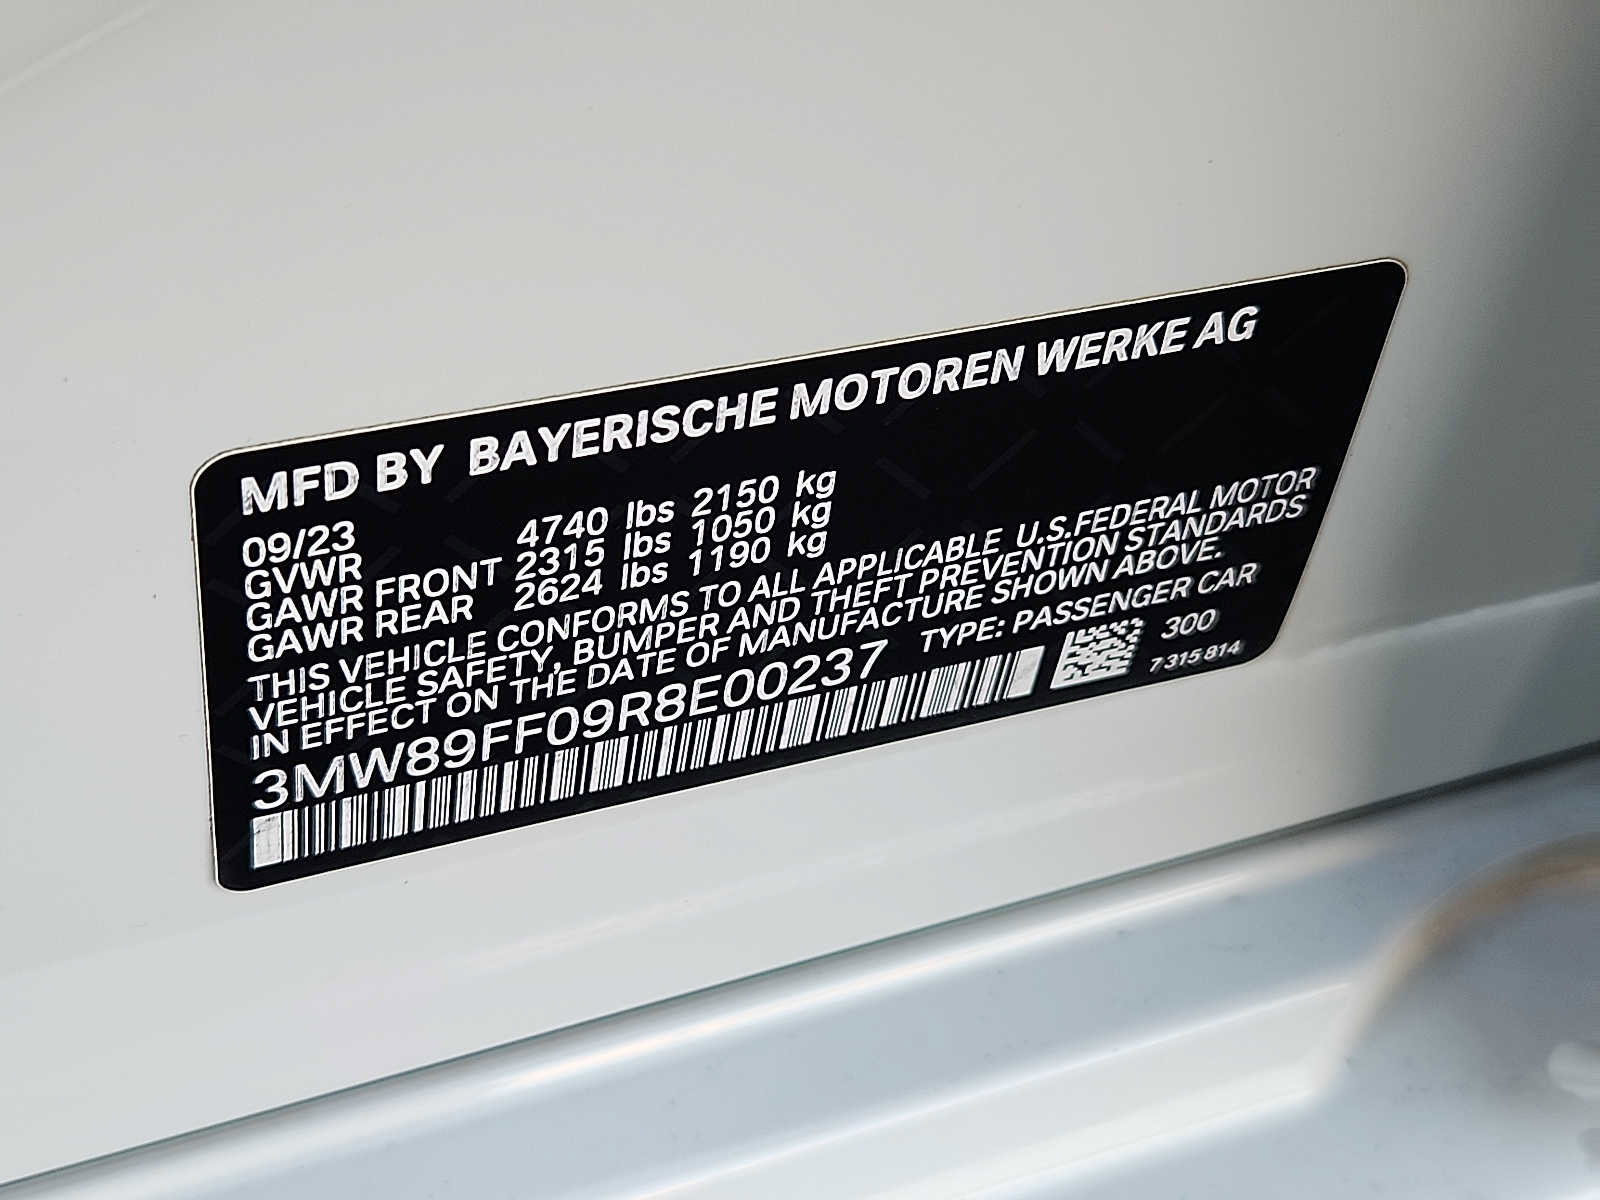 MFD BY BAYERISCHE MOTOREN WERKE AG
09/23
GVWR 4740 lbs 2150 kg
GAWR FRONT 2315 lbs 1050 kg
GAWR REAR 2624 lbs 1190 kg
THIS VEHICLE CONFORMS TO ALL APPLICABLE U.S.FEDERAL MOTOR
VEHICLE SAFETY, BUMPER AND THEFT PREVENTION STANDARDS
IN EFFECT ON THE DATE OF MANUFACTURE SHOWN ABOVE.
3MW89FF09R8E00237 TYPE: PASSENGER CAR
300
7 315 814